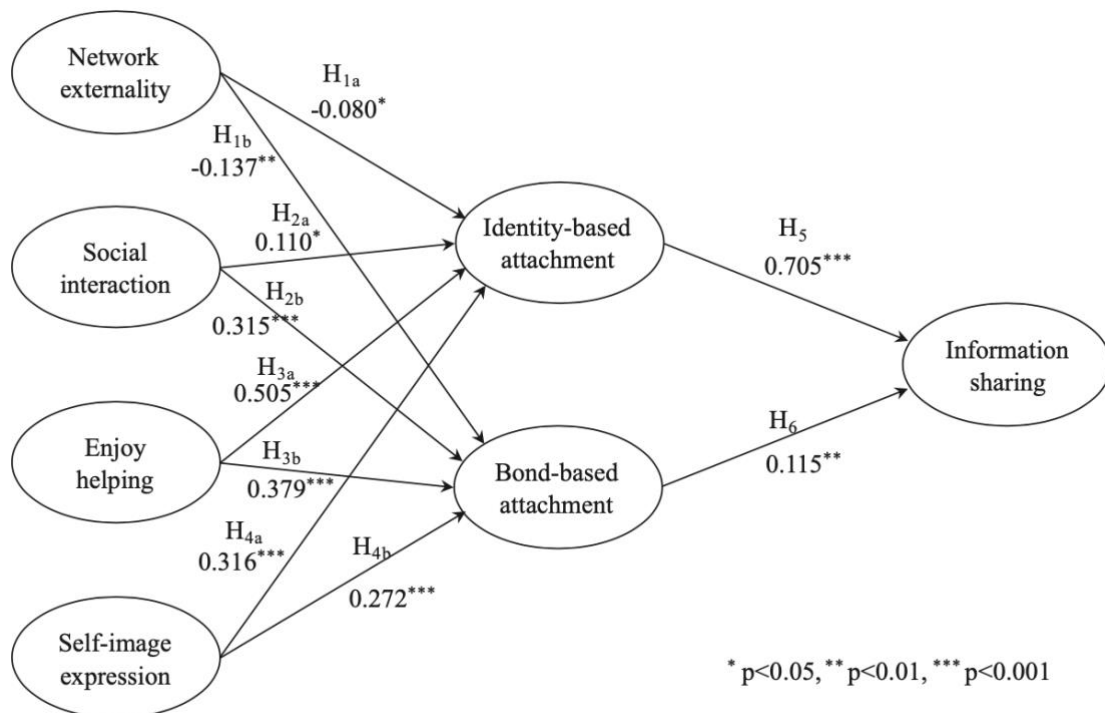 Network
externality
H1a
-0.080*
H1b
-0.137**
Social
interaction
H2a
0.110*
H2b
0.315***
Identity-based
attachment
H5
0.705***
Information
sharing
Enjoy
helping
H3a
0.505***
H3b
0.379***
Bond-based
attachment
H6
0.115**
Self-image
expression
H4a
0.316***
H4b
0.272***
* p<0.05, ** p<0.01, *** p<0.001